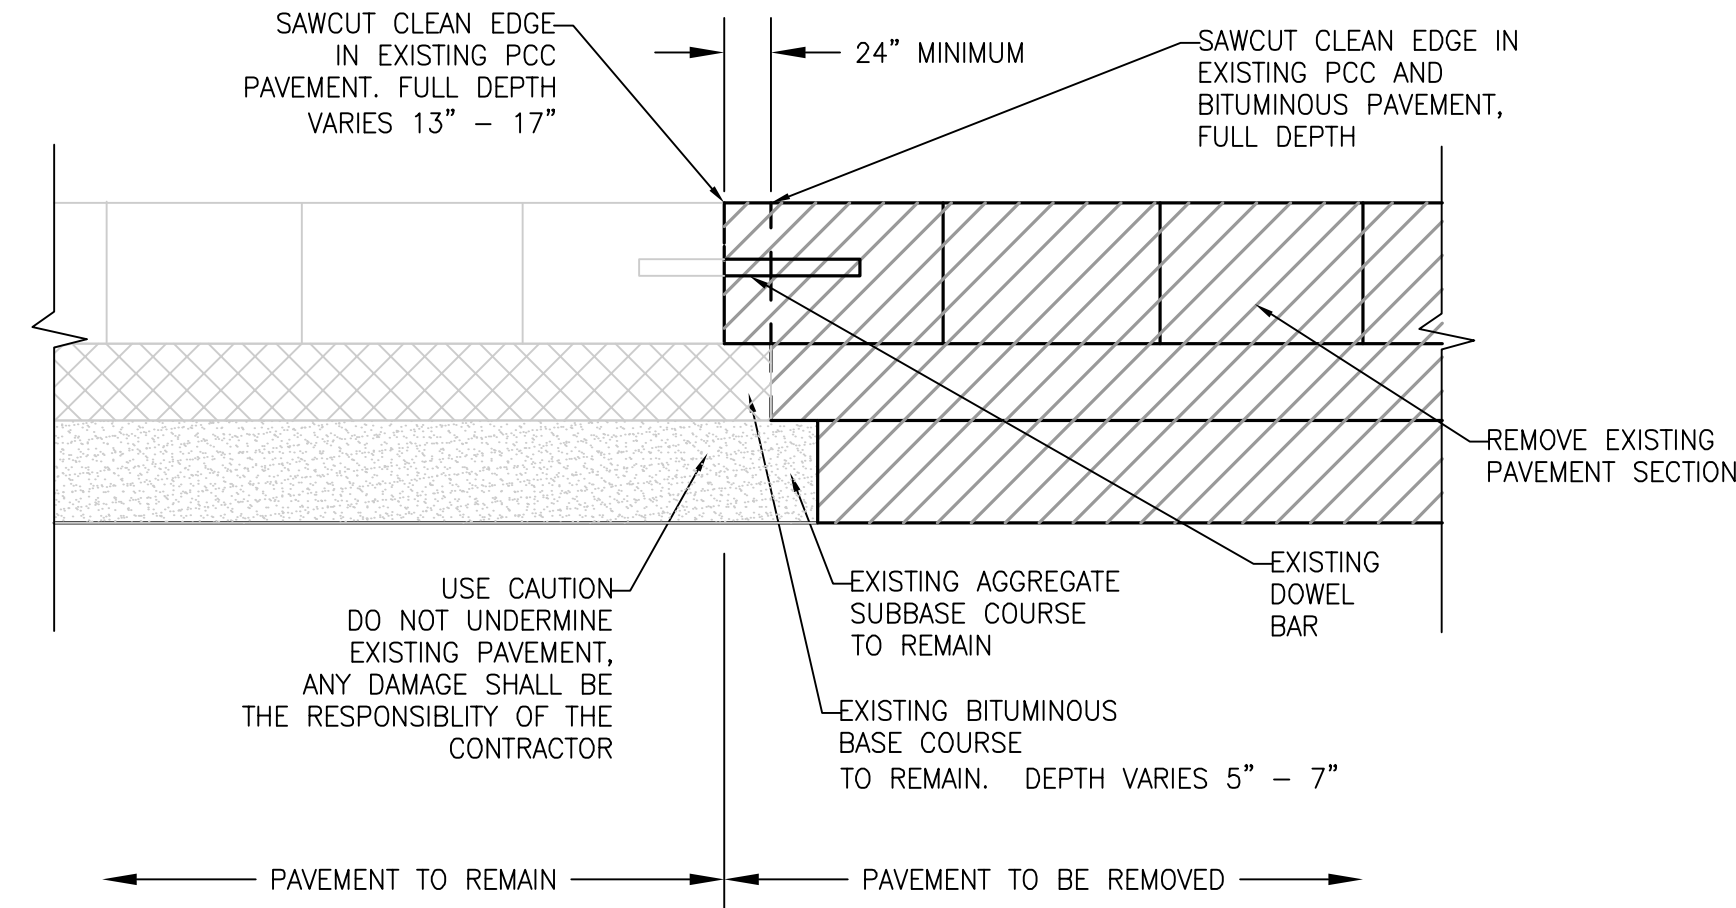 SAWCUT CLEAN EDGE
IN EXISTING PCC
PAVEMENT. FULL DEPTH
VARIES 13” – 17”
24” MINIMUM
SAWCUT CLEAN EDGE IN
EXISTING PCC AND
BITUMINOUS PAVEMENT,
FULL DEPTH
REMOVE EXISTING
PAVEMENT SECTION
EXISTING
DOWEL
BAR
USE CAUTION
DO NOT UNDERMINE
EXISTING PAVEMENT,
ANY DAMAGE SHALL BE
THE RESPONSIBLITY OF THE
CONTRACTOR
EXISTING AGGREGATE
SUBBASE COURSE
TO REMAIN
EXISTING BITUMINOUS
BASE COURSE
TO REMAIN. DEPTH VARIES 5” – 7”
PAVEMENT TO REMAIN
PAVEMENT TO BE REMOVED